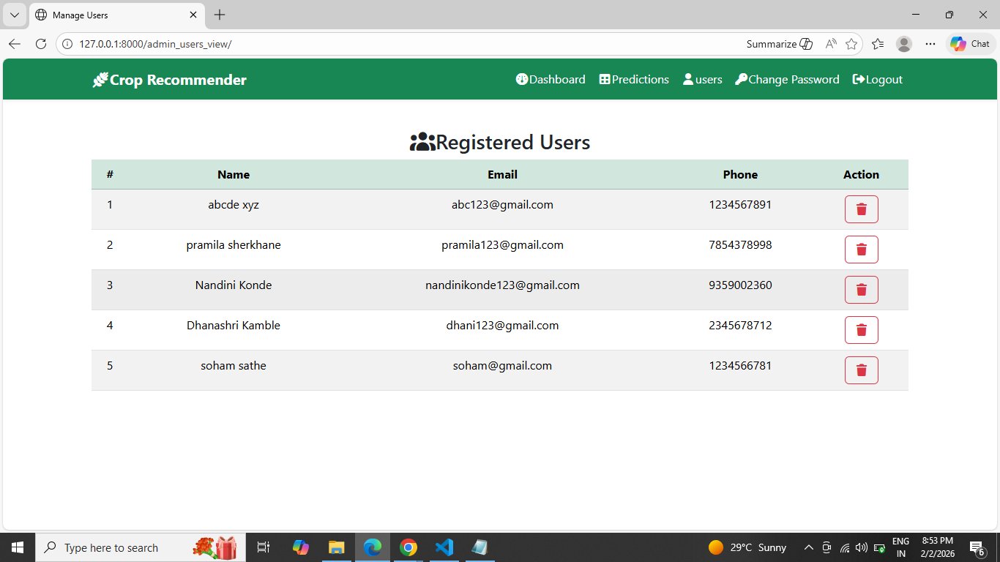 Manage Users
127.0.0.1:8000/admin_users_view/ Summarize Chat
Crop Recommender Dashboard Predictions users Change Password Logout
Registered Users
# Name Email Phone Action
1 abcde xyz abc123@gmail.com 1234567891
2 pramila sherkhane pramila123@gmail.com 7854378998
3 Nandini Konde nandinikonde123@gmail.com 9359002360
4 Dhanashri Kamble dhani123@gmail.com 2345678712
5 soham sathe soham@gmail.com 1234566781
Type here to search 29°C Sunny ENG IN 8:53 PM 2/2/2026 6